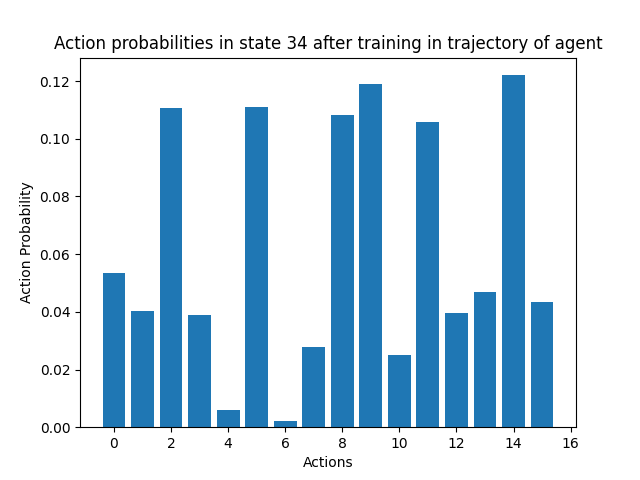 Action probabilities in state 34 after training in trajectory of agent
0.12
0.10
0.08
0.06
0.04
0.02
0.00
Action Probability
0 2 4 6 8 10 12 14 16
Actions